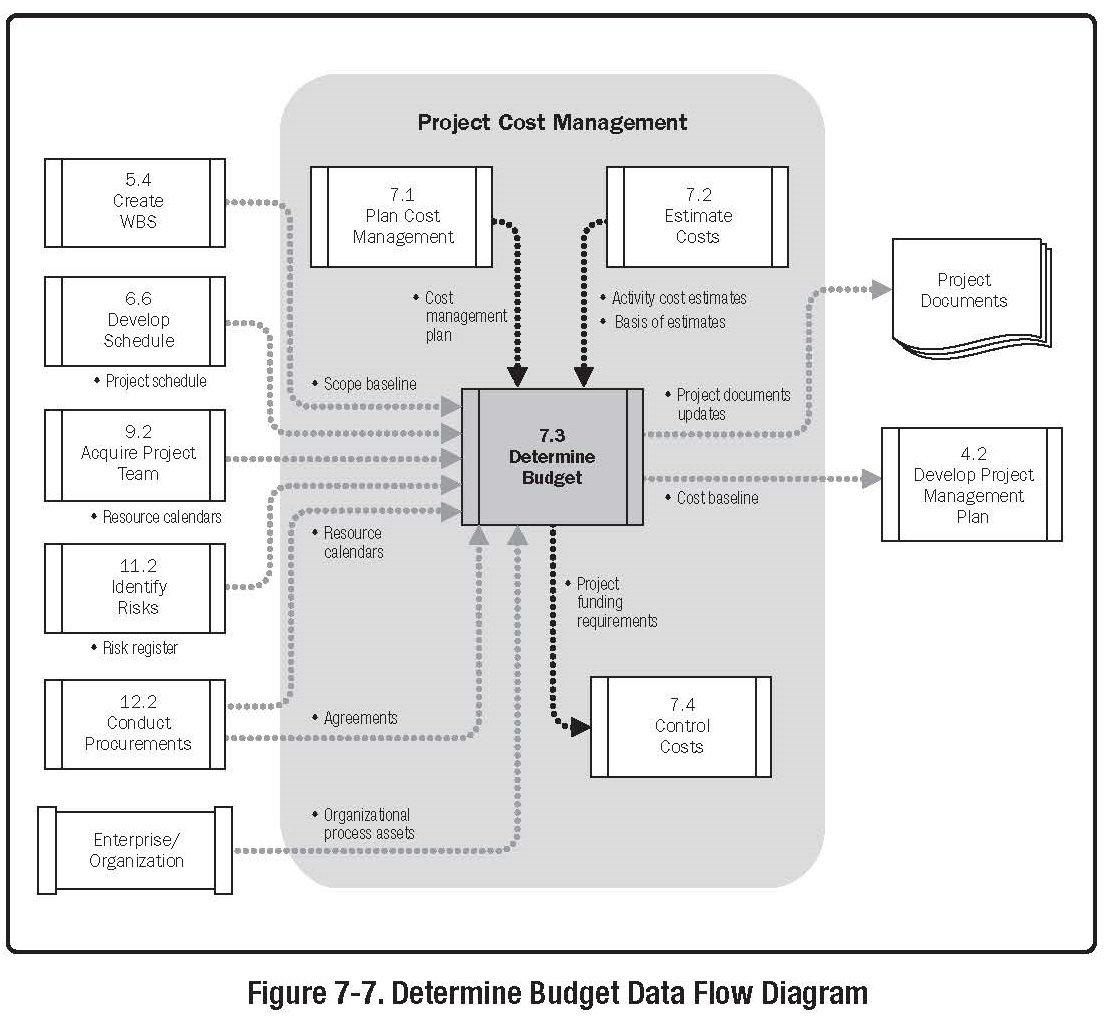 Project Cost Management
5.4
Create
WBS
7.1
Plan Cost
Management
7.2
Estimate
Costs
Project
Documents
6.6
Develop
Schedule
• Project schedule
• Cost
management
plan
• Activity cost estimates
• Basis of estimates
• Scope baseline
• Project documents
updates
9.2
Acquire Project
Team
• Resource calendars
7.3
Determine
Budget
4.2
Develop Project
Management
Plan
• Cost baseline
• Resource
calendars
11.2
Identify
Risks
• Risk register
• Project
funding
requirements
12.2
Conduct
Procurements
• Agreements
7.4
Control
Costs
Enterprise/
Organization
• Organizational
process assets
Figure 7-7. Determine Budget Data Flow Diagram